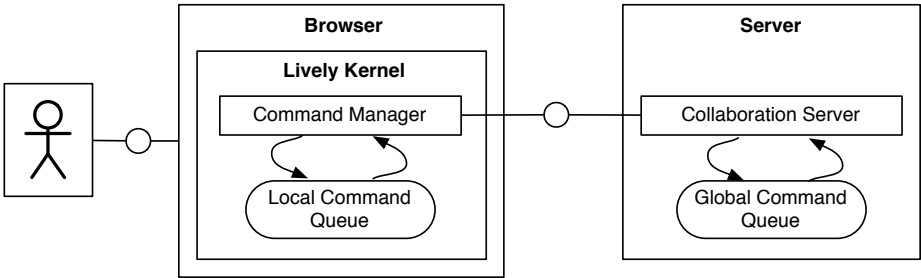 Browser
Lively Kernel
Command Manager
Local Command
Queue
Server
Collaboration Server
Global Command
Queue